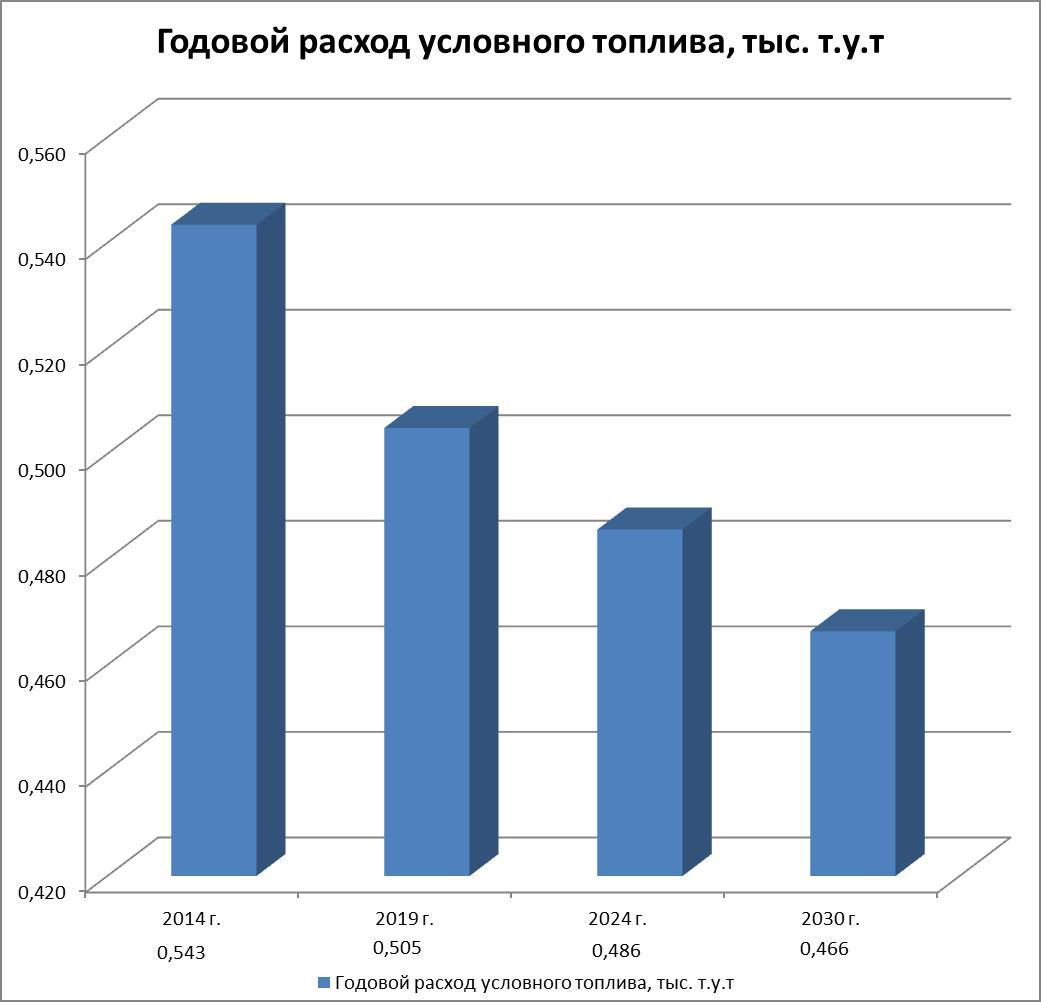 Годовой расход условного топлива, тыс. т.у.т
0,560
0,540
0,520
0,500
0,480
0,460
0,440
0,420
2014 г. 2019 г. 2024 г. 2030 г.
0,543 0,505 0,486 0,466
Годовой расход условного топлива, тыс. т.у.т